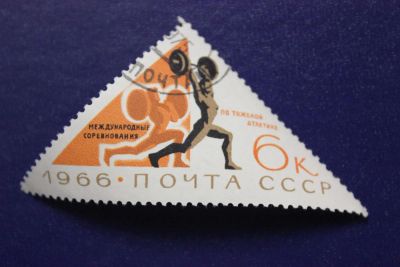 ПОЧТА
МЕЖДУНАРОДНЫЕ
СОРЕВНОВАНИЯ
ПО ТЯЖЕЛОЙ
АТЛЕТИКЕ
6к
1966 • ПОЧТА СССР